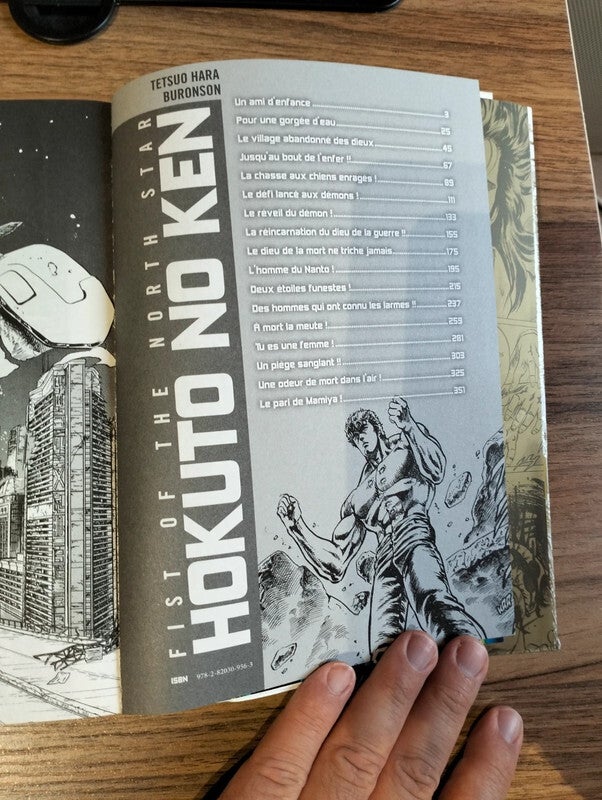 TETSUO HARA
BURONSON
FIST OF THE NORTH STAR
HOKUTO NO KEN
Un ami d'enfance 3
Pour une gorgée d'eau 25
Le village abandonné des dieux 45
Jusqu'au bout de l'enfer !! 67
La chasse aux chiens enragés ! 89
Le défi lancé aux démons ! 111
Le réveil du démon ! 133
La réincarnation du dieu de la guerre !! 155
Le dieu de la mort ne triche jamais 175
L'homme du Nanto ! 195
Deux étoiles funestes ! 215
Des hommes qui ont connu les larmes !! 237
À mort la meute ! 259
Tu es une femme ! 281
Un piège sanglant !! 303
Une odeur de mort dans l'air ! 325
Le pari de Mamiya ! 351
ISBN 978-2-82030-956-3